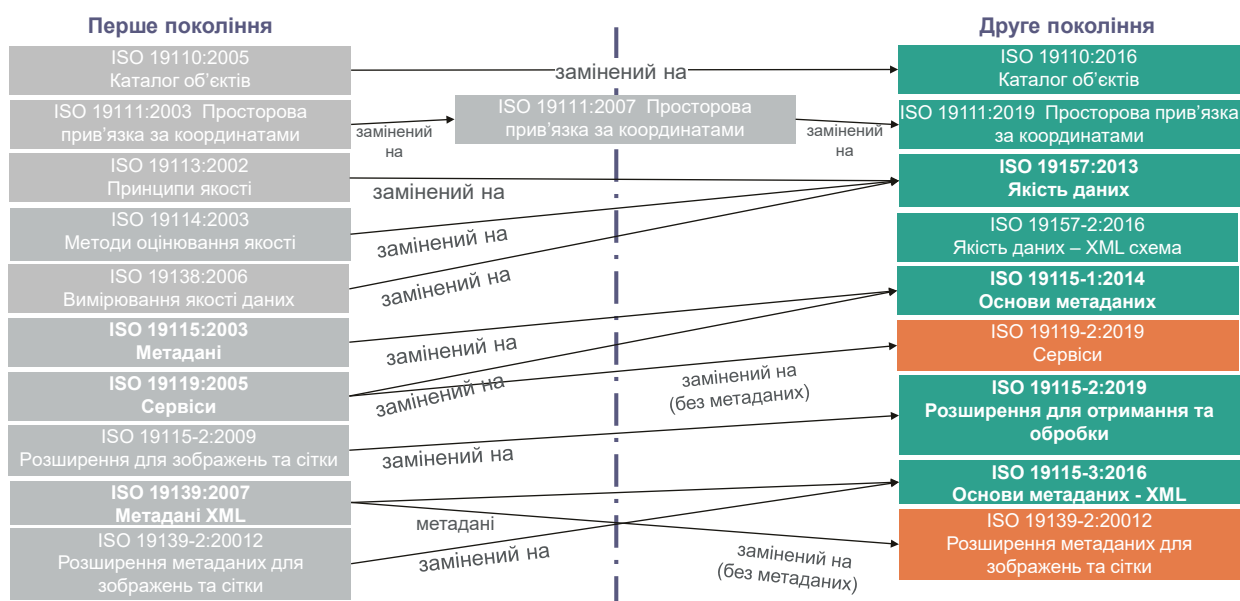 Перше покоління
Друге покоління
ISO 19110:2005
Каталог об’єктів
замінений на
ISO 19110:2016
Каталог об’єктів
ISO 19111:2003 Просторова
прив’язка за координатами
замінений
на
ISO 19111:2007 Просторова
прив’язка за координатами
замінений
на
ISO 19111:2019 Просторова прив’язка
за координатами
ISO 19113:2002
Принципи якості
замінений на
ISO 19157:2013
Якість даних
ISO 19114:2003
Методи оцінювання якості
замінений на
ISO 19157-2:2016
Якість даних – XML схема
ISO 19138:2006
Вимірювання якості даних
замінений на
ISO 19115-1:2014
Основи метаданих
ISO 19115:2003
Метадані
замінений на
ISO 19119-2:2019
Сервіси
ISO 19119:2005
Сервіси
замінений на
замінений на
(без метаданих)
ISO 19115-2:2019
Розширення для отримання та
обробки
ISO 19115-2:2009
Розширення для зображень та сітки
замінений на
ISO 19115-3:2016
Основи метаданих - XML
ISO 19139:2007
Метадані XML
метадані
ISO 19139-2:20012
Розширення метаданих для
зображень та сітки
замінений на
замінений на
(без метаданих)
ISO 19139-2:20012
Розширення метаданих для
зображень та сітки